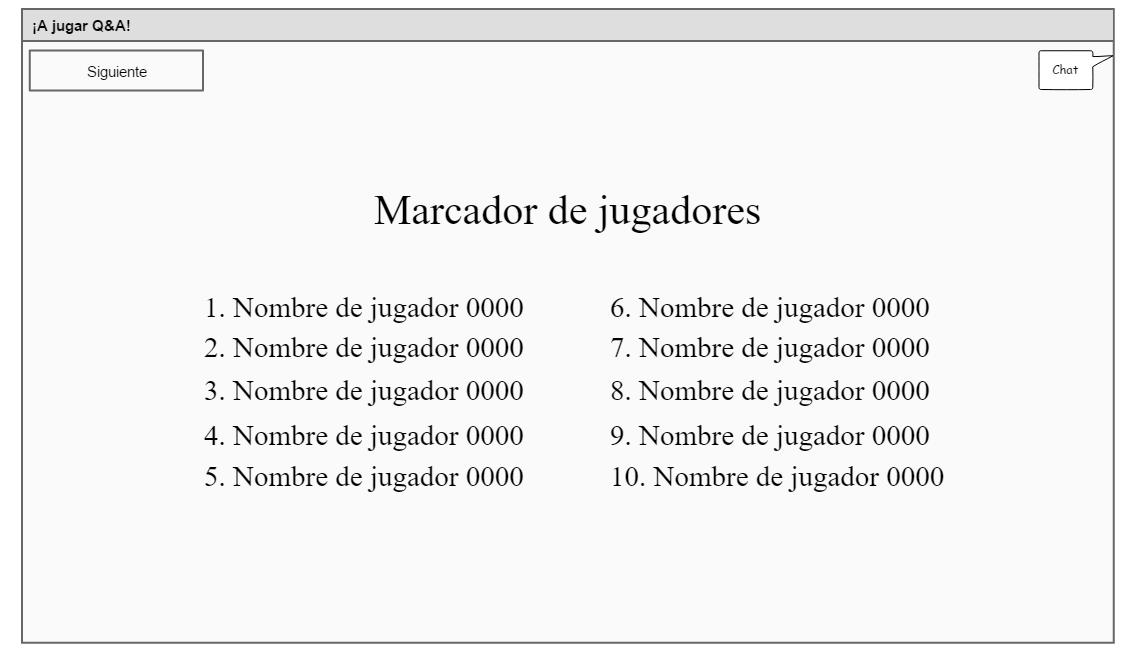 ¡A jugar Q&A!
Siguiente
Chat
Marcador de jugadores
1. Nombre de jugador 0000
2. Nombre de jugador 0000
3. Nombre de jugador 0000
4. Nombre de jugador 0000
5. Nombre de jugador 0000
6. Nombre de jugador 0000
7. Nombre de jugador 0000
8. Nombre de jugador 0000
9. Nombre de jugador 0000
10. Nombre de jugador 0000